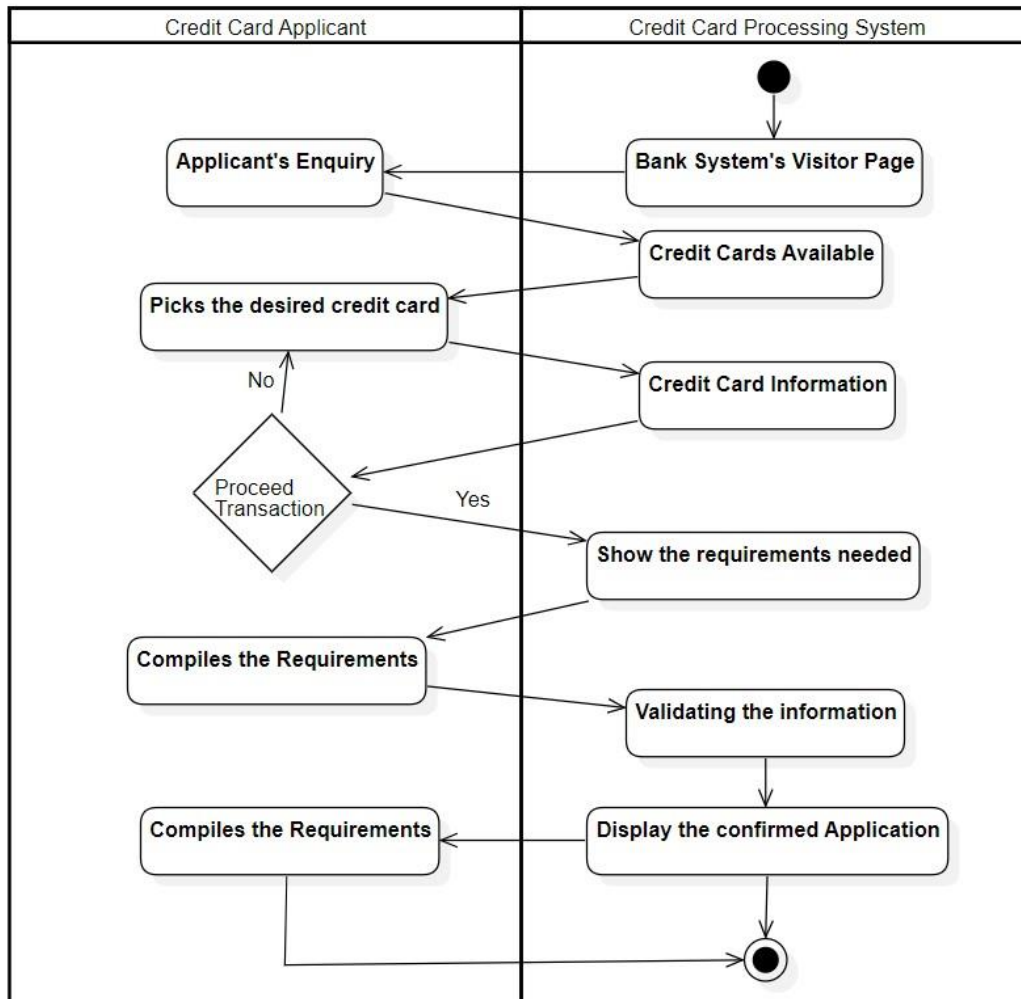 Credit Card Applicant
Credit Card Processing System
Applicant's Enquiry
Bank System's Visitor Page
Credit Cards Available
Picks the desired credit card
No
Credit Card Information
Proceed
Transaction
Yes
Show the requirements needed
Compiles the Requirements
Validating the information
Compiles the Requirements
Display the confirmed Application